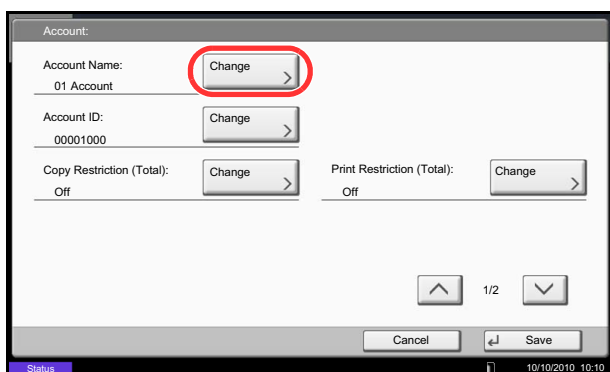 Account:
Account Name:
Change
01 Account
Account ID:
Change
00001000
Copy Restriction (Total):
Change
Off
Print Restriction (Total):
Change
Off
1/2
Cancel
Save
Status
10/10/2010 10:10